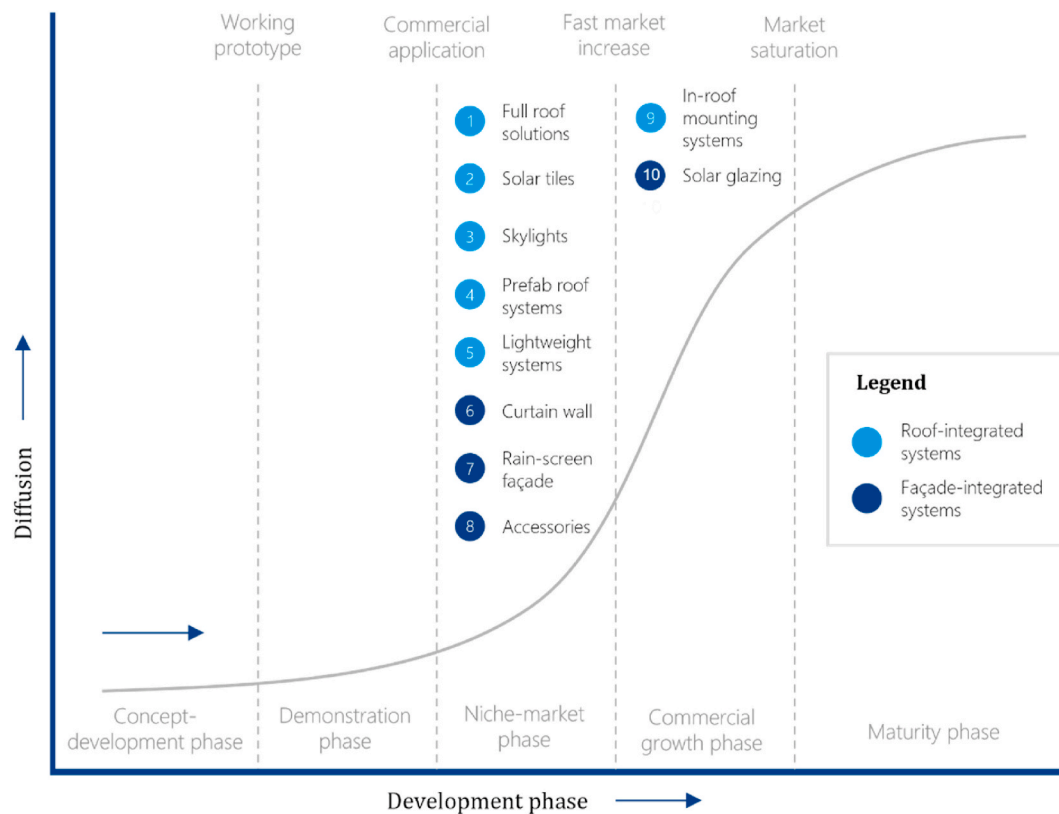 Working
prototype
Commercial
application
Fast market
increase
Market
saturation
1 Full roof
solutions
2 Solar tiles
3 Skylights
4 Prefab roof
systems
5 Lightweight
systems
6 Curtain wall
7 Rain-screen
façade
8 Accessories
9 In-roof
mounting
systems
10 Solar glazing
Legend
Roof-integrated
systems
Façade-integrated
systems
Diffusion
Concept-
development phase
Demonstration
phase
Niche-market
phase
Commercial
growth phase
Maturity phase
Development phase